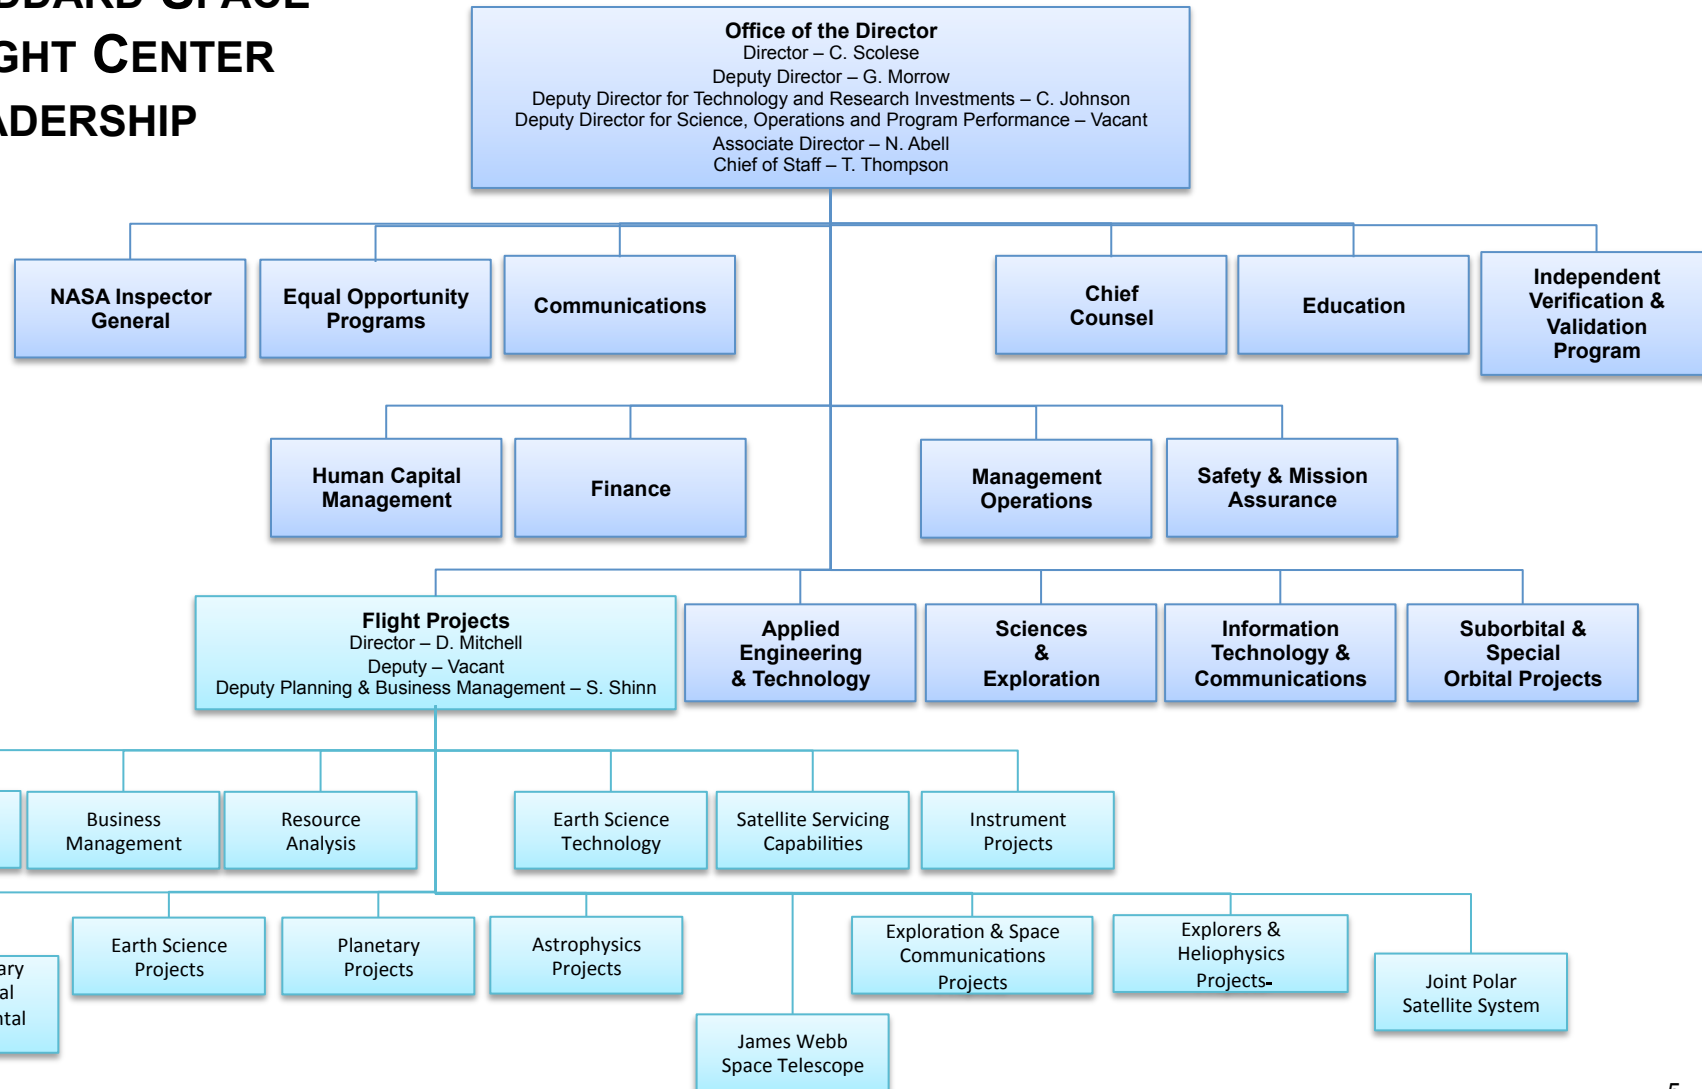 SPACE
CENTER
Office of the Director
Director – C. Scolese
Deputy Director – G. Morrow
Deputy Director for Technology and Research Investments – C. Johnson
Deputy Director for Science, Operations and Program Performance – Vacant
Associate Director – N. Abell
Chief of Staff – T. Thompson
NASA Inspector
General
Equal Opportunity
Programs
Communications
Chief
Counsel
Education
Independent
Verification &
Validation
Program
Human Capital
Management
Finance
Management
Operations
Safety & Mission
Assurance
Flight Projects
Director – D. Mitchell
Deputy – Vacant
Deputy Planning & Business Management – S. Shinn
Applied
Engineering
& Technology
Sciences
&
Exploration
Information
Technology &
Communications
Suborbital &
Special
Orbital Projects
Business
Management
Resource
Analysis
Earth Science
Technology
Satellite Servicing
Capabilities
Instrument
Projects
Earth Science
Projects
Planetary
Projects
Astrophysics
Projects
James Webb
Space Telescope
Exploration & Space
Communications
Projects
Explorers &
Heliophysics
Projects-
Joint Polar
Satellite System